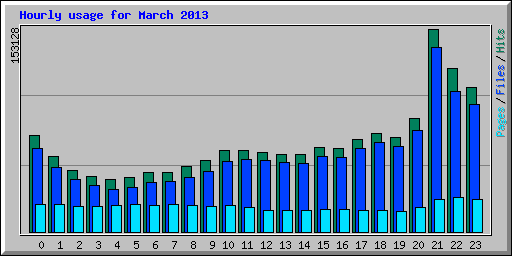 Hourly usage for March 2013
153128
Pages/Files/Hits
0 1 2 3 4 5 6 7 8 9 10 11 12 13 14 15 16 17 18 19 20 21 22 23